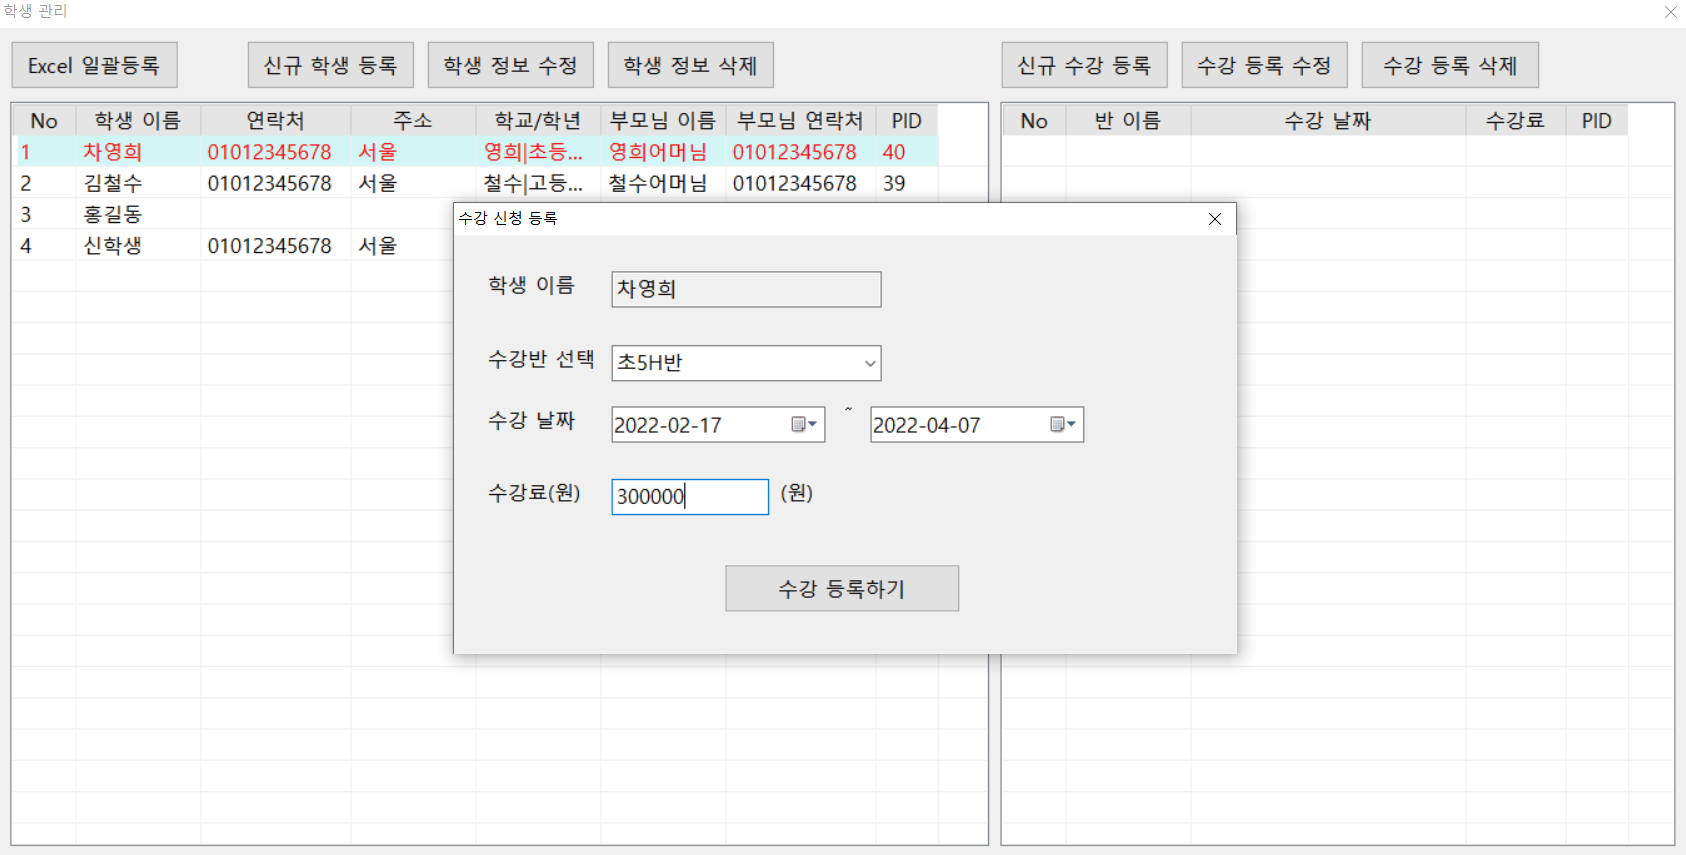 학생 관리
Excel 일괄등록 신규 학생 등록 학생 정보 수정 학생 정보 삭제 신규 수강 등록 수강 등록 수정 수강 등록 삭제
No 학생 이름 연락처 주소 학교/학년 부모님 이름 부모님 연락처 PID No 반 이름 수강 날짜 수강료 PID
1 차영희 01012345678 서울 영희|초등... 영희어머님 01012345678 40
2 김철수 01012345678 서울 철수|고등... 철수어머님 01012345678 39
3 홍길동
4 신학생 01012345678 서울
수강 신청 등록
학생 이름 차영희
수강반 선택 초5H반
수강 날짜 2022-02-17 ~ 2022-04-07
수강료(원) 300000 (원)
수강 등록하기